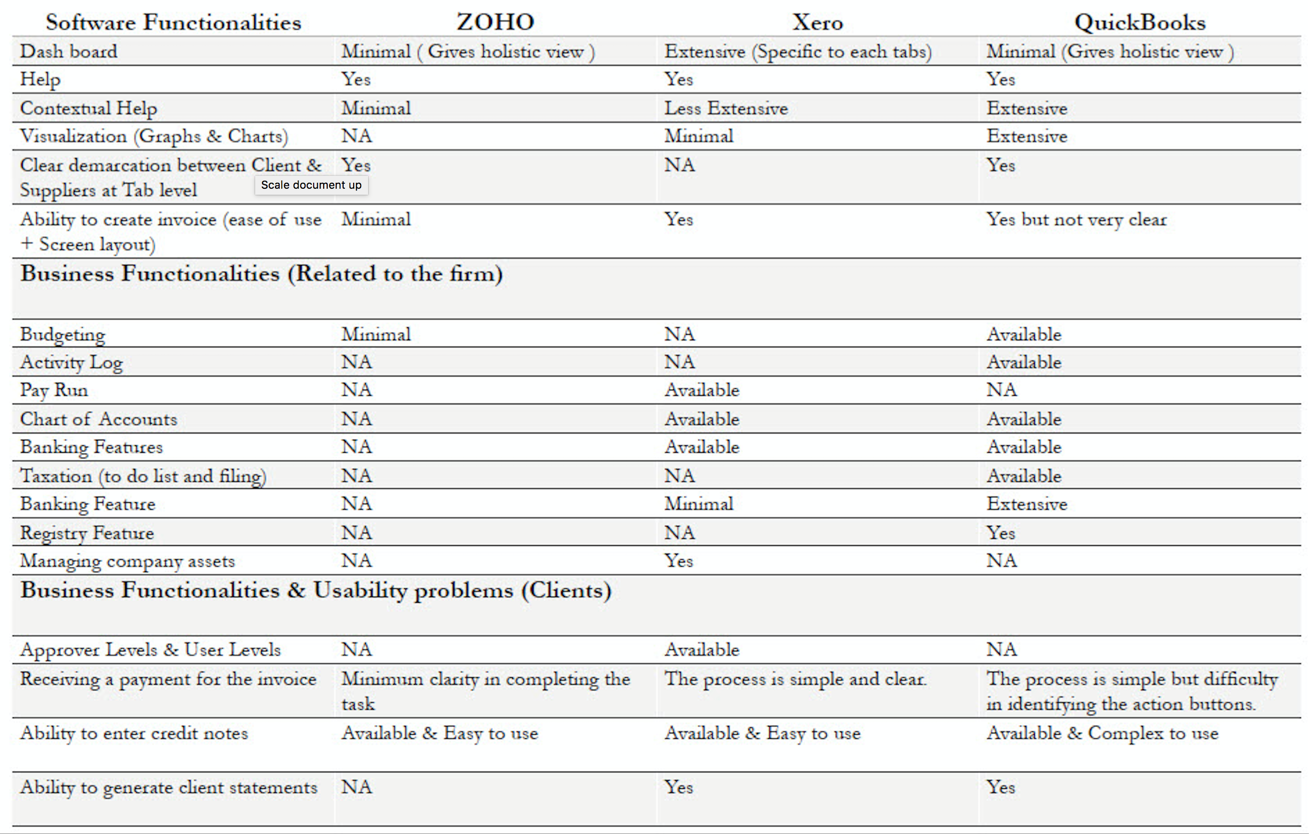 Software Functionalities ZOHO Xero QuickBooks
Dash board Minimal ( Gives holistic view ) Extensive (Specific to each tabs) Minimal (Gives holistic view )
Help Yes Yes Yes
Contextual Help Minimal Less Extensive Extensive
Visualization (Graphs & Charts) NA Minimal Extensive
Clear demarcation between Client & Yes NA Yes
Scale document up
Suppliers at Tab level
Ability to create invoice (ease of use Minimal Yes Yes but not very clear
+ Screen layout)
Business Functionalities (Related to the firm)
Budgeting Minimal NA Available
Activity Log NA NA Available
Pay Run NA Available NA
Chart of Accounts NA Available Available
Banking Features NA Available Available
Taxation (to do list and filing) NA NA Available
Banking Feature NA Minimal Extensive
Registry Feature NA NA Yes
Managing company assets NA Yes NA
Business Functionalities & Usability problems (Clients)
Approver Levels & User Levels NA Available NA
Receiving a payment for the invoice Minimum clarity in completing the The process is simple and clear. The process is simple but difficulty
task in identifying the action buttons.
Ability to enter credit notes Available & Easy to use Available & Easy to use Available & Complex to use
Ability to generate client statements NA Yes Yes